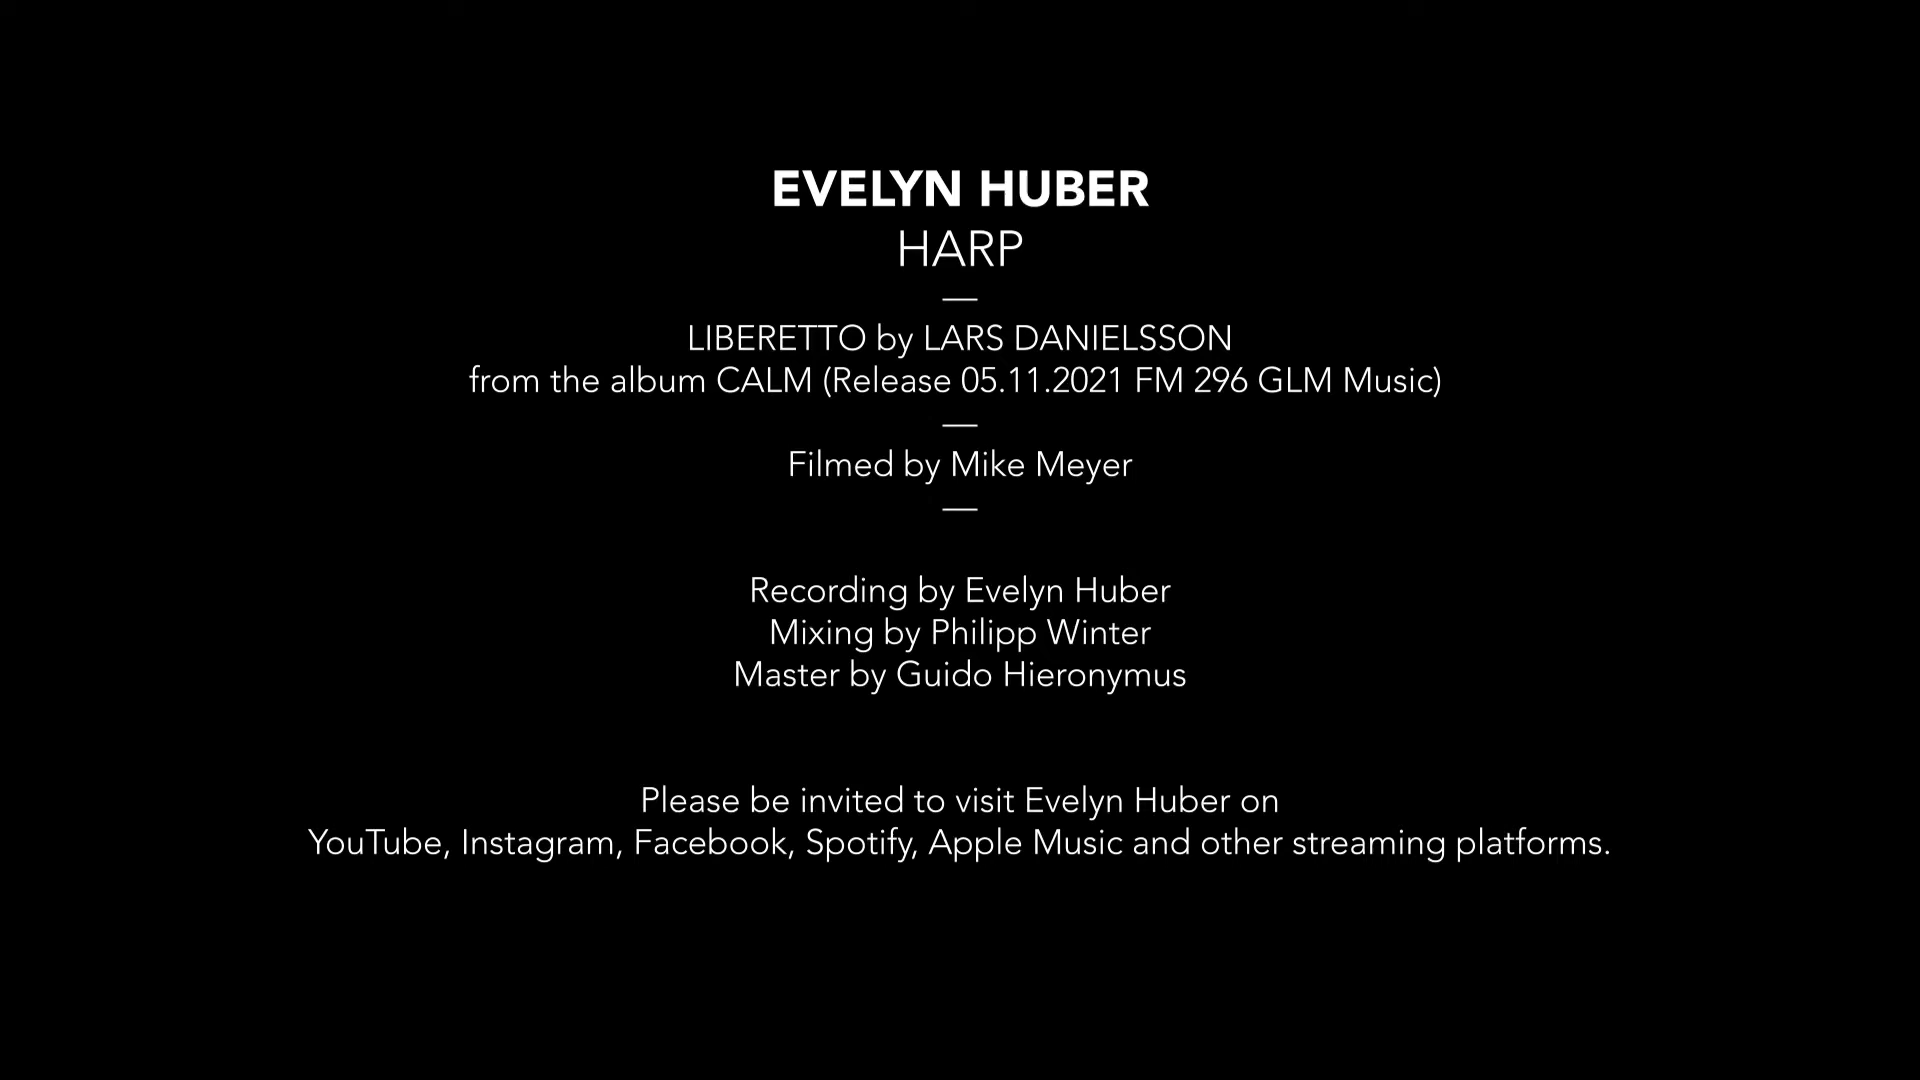 EVELYN HUBER
HARP
—
LIBERETTO by LARS DANIELSSON
from the album CALM (Release 05.11.2021 FM 296 GLM Music)
—
Filmed by Mike Meyer
—
Recording by Evelyn Huber
Mixing by Philipp Winter
Master by Guido Hieronymus
Please be invited to visit Evelyn Huber on
YouTube, Instagram, Facebook, Spotify, Apple Music and other streaming platforms.